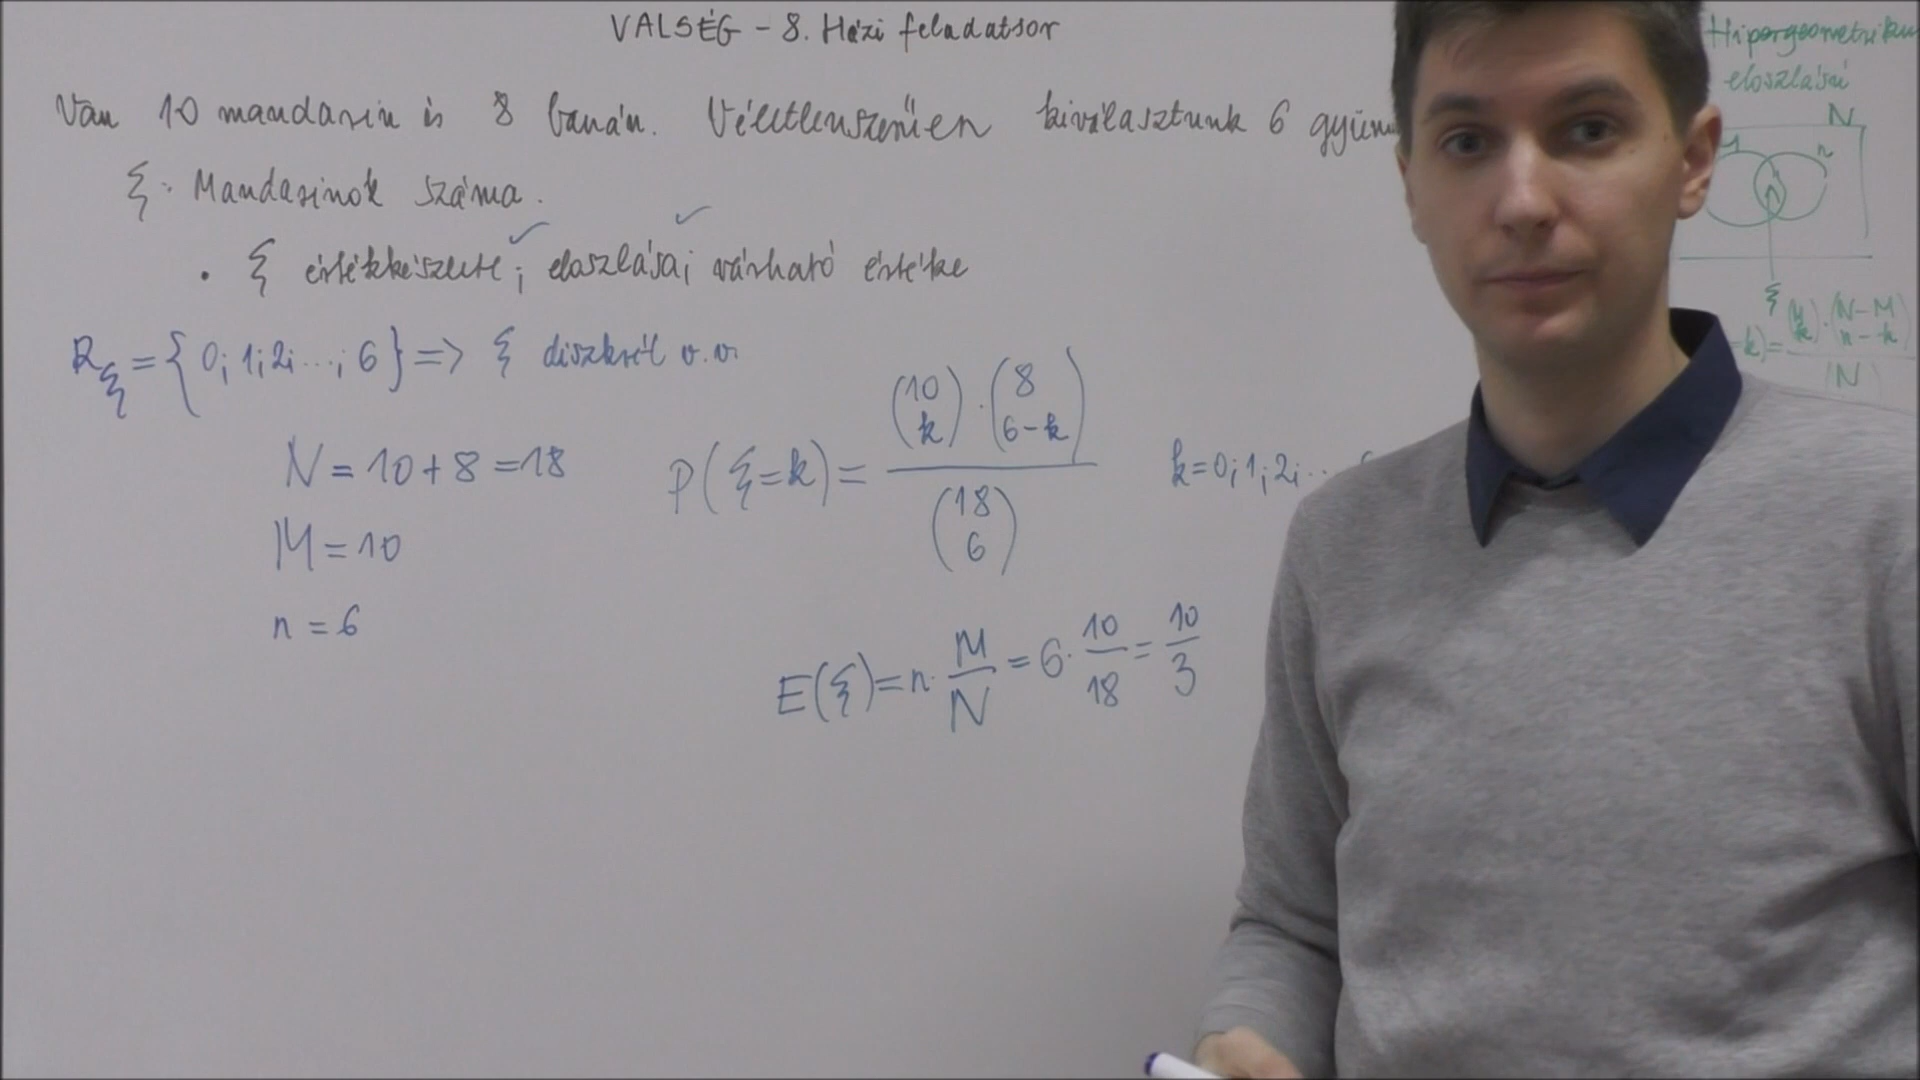 VALSÉG - 8. Házi feladatsor
Van 10 mandarin és 8 banán. Véletlenszerűen kiválasztunk 6 gyüm
ξ: Mandarinok száma.
• ξ értékkészlete; eloszlása; várható értéke
R_ξ = {0; 1; 2; ...; 6} => ξ diszkrét v.v.
N = 10 + 8 = 18
M = 10
n = 6
P(ξ=k) = (10 k) · (8 6-k) / (18 6) k=0; 1; 2; ...
E(ξ) = n · M/N = 6 · 10/18 = 10/3
Hipergeometriku
eloszlásai
N
n
ξ
k) = (M k) · (N-M n-k)
(N